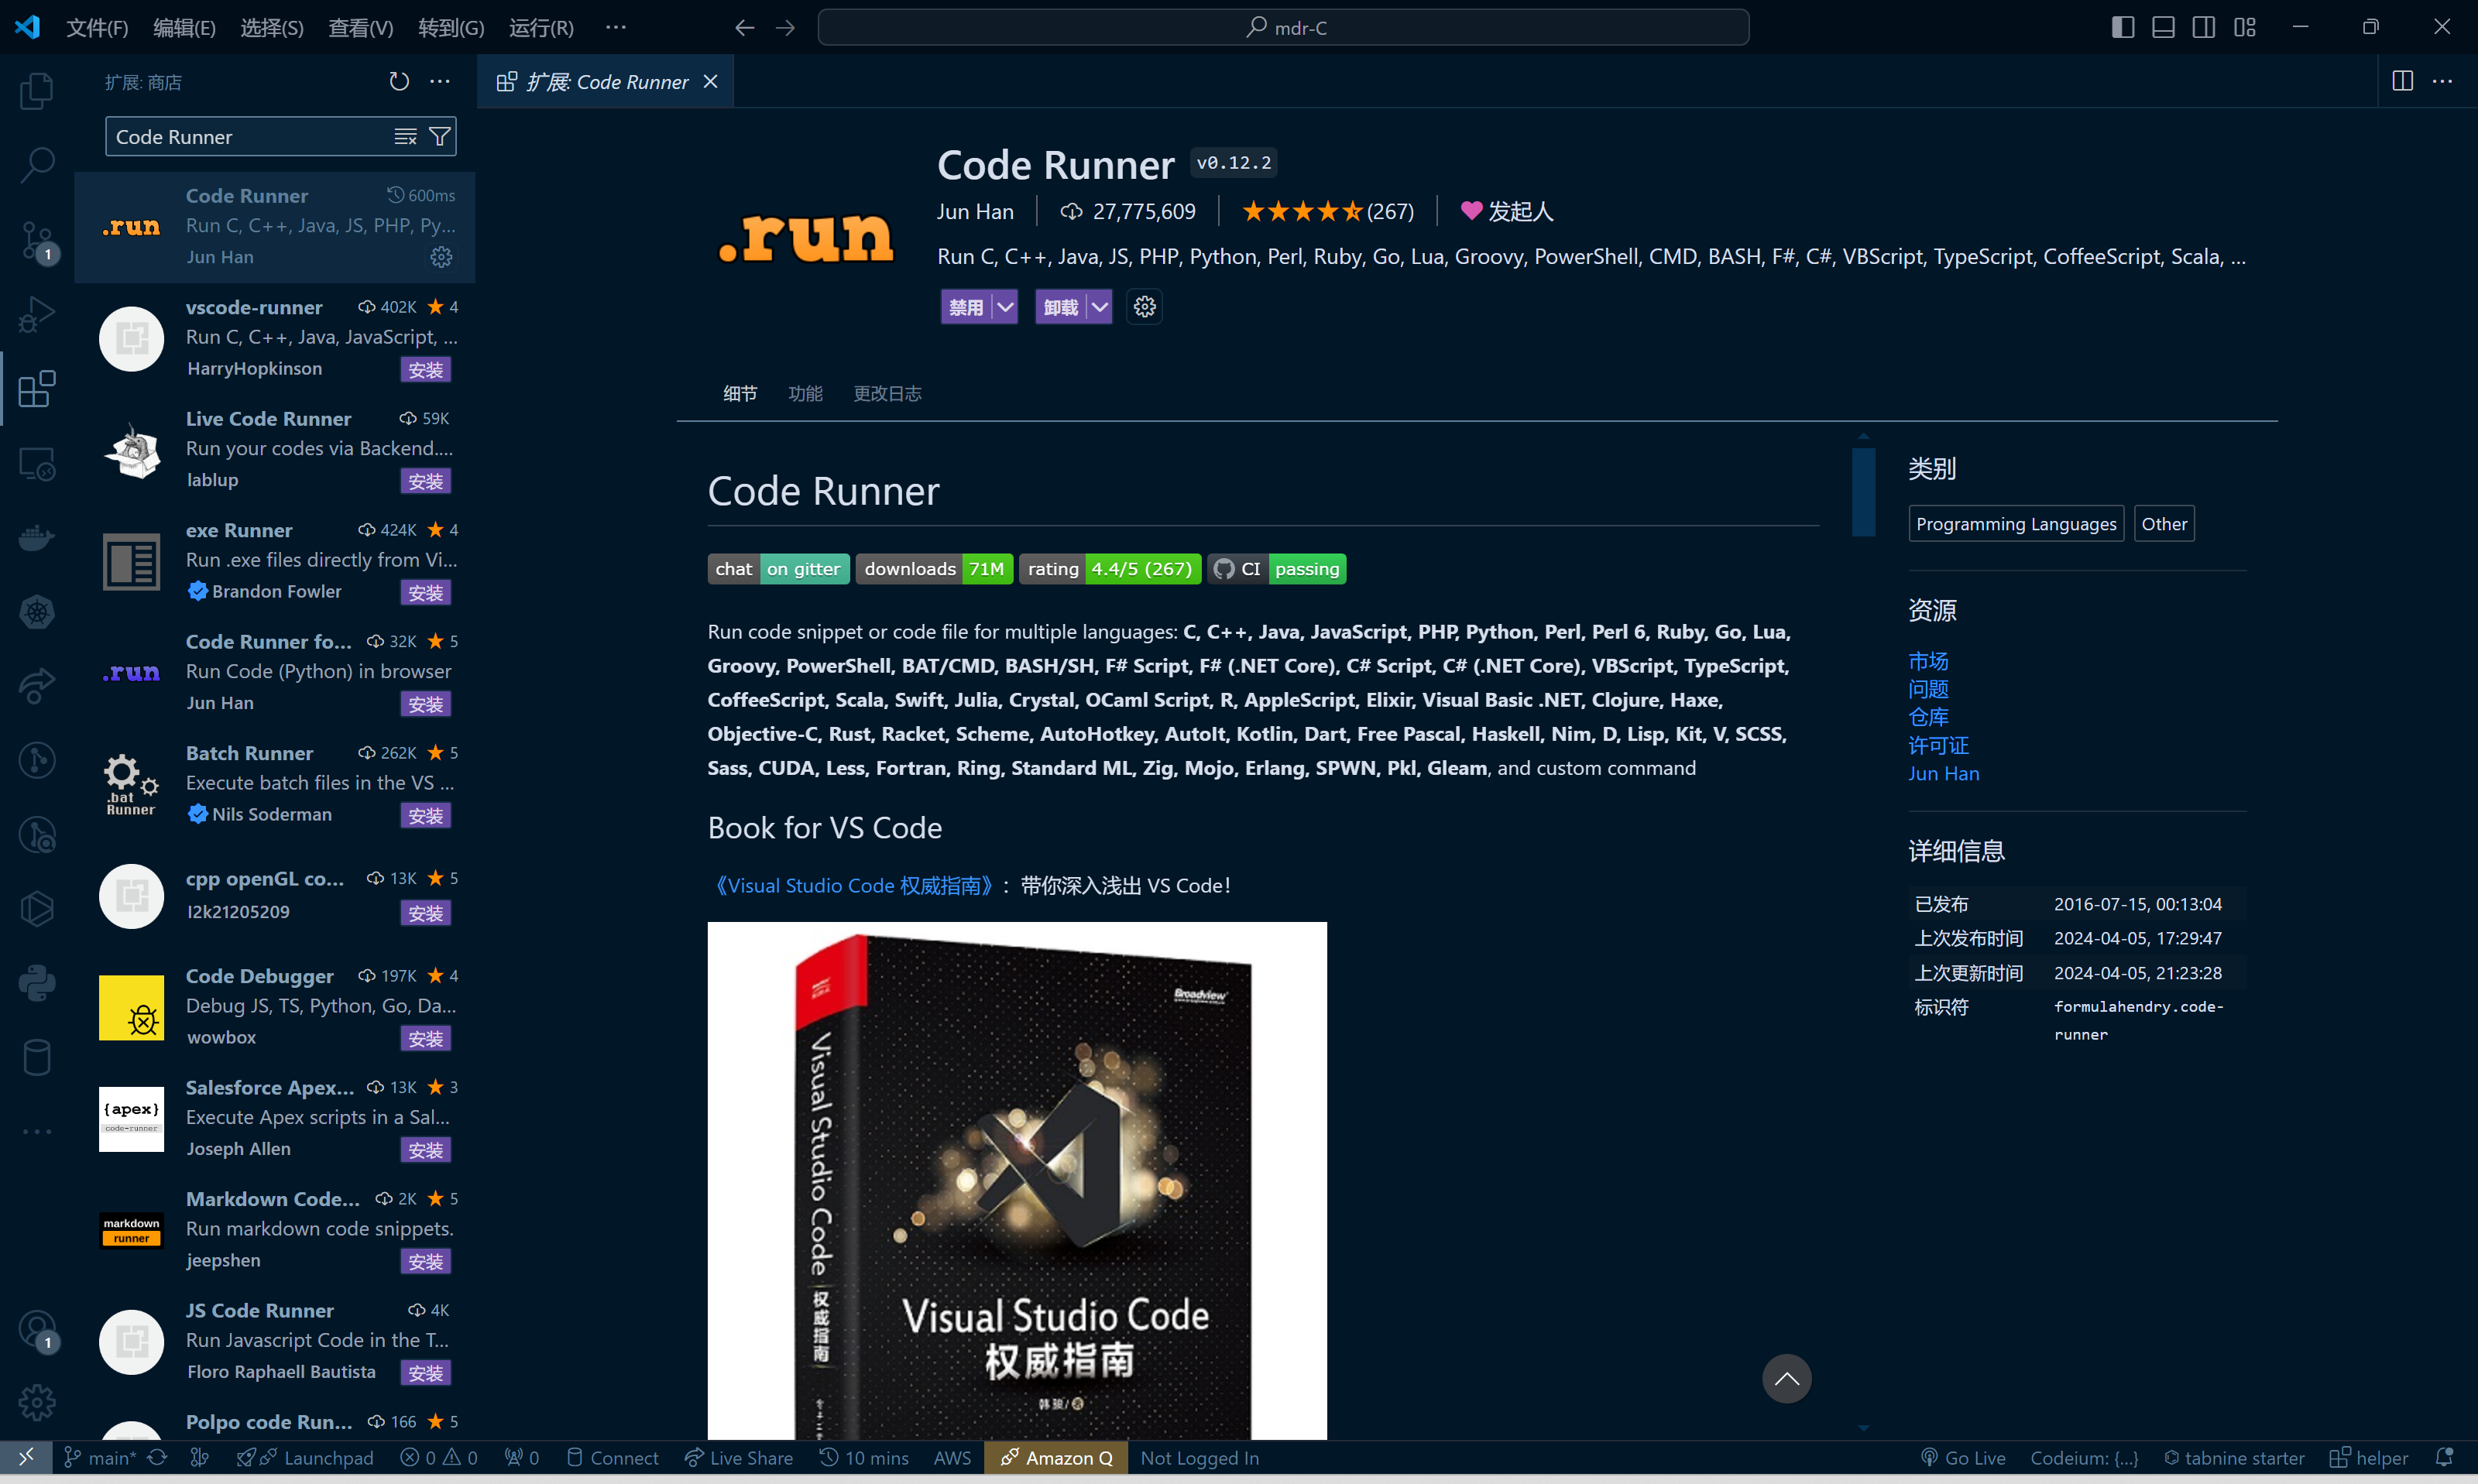 文件(F) 编辑(E) 选择(S) 查看(V) 转到(G) 运行(R) ··· mdr-C
扩展: 商店
扩展: Code Runner
Code Runner
Code Runner 600ms
Run C, C++, Java, JS, PHP, Py...
Jun Han
vscode-runner 402K 4
Run C, C++, Java, JavaScript, ...
HarryHopkinson 安装
Live Code Runner 59K
Run your codes via Backend....
lablup 安装
exe Runner 424K 4
Run .exe files directly from Vi...
Brandon Fowler 安装
Code Runner fo... 32K 5
Run Code (Python) in browser
Jun Han 安装
Batch Runner 262K 5
Execute batch files in the VS ...
Nils Soderman 安装
cpp openGL co... 13K 5
l2k21205209 安装
Code Debugger 197K 4
Debug JS, TS, Python, Go, Da...
wowbox 安装
Salesforce Apex... 13K 3
Execute Apex scripts in a Sal...
Joseph Allen 安装
Markdown Code... 2K 5
Run markdown code snippets.
jeepshen 安装
JS Code Runner 4K
Run Javascript Code in the T...
Floro Raphaell Bautista 安装
Polpo code Run... 166 5
.run
.run
.bat
Runner
{apex}
code-runner
markdown
runner
1
1
.run
Code Runner v0.12.2
Jun Han 27,775,609 (267) 发起人
Run C, C++, Java, JS, PHP, Python, Perl, Ruby, Go, Lua, Groovy, PowerShell, CMD, BASH, F#, C#, VBScript, TypeScript, CoffeeScript, Scala, ...
禁用 卸载
细节 功能 更改日志
Code Runner
chat on gitter downloads 71M rating 4.4/5 (267) CI passing
Run code snippet or code file for multiple languages: C, C++, Java, JavaScript, PHP, Python, Perl, Perl 6, Ruby, Go, Lua,
Groovy, PowerShell, BAT/CMD, BASH/SH, F# Script, F# (.NET Core), C# Script, C# (.NET Core), VBScript, TypeScript,
CoffeeScript, Scala, Swift, Julia, Crystal, OCaml Script, R, AppleScript, Elixir, Visual Basic .NET, Clojure, Haxe,
Objective-C, Rust, Racket, Scheme, AutoHotkey, AutoIt, Kotlin, Dart, Free Pascal, Haskell, Nim, D, Lisp, Kit, V, SCSS,
Sass, CUDA, Less, Fortran, Ring, Standard ML, Zig, Mojo, Erlang, SPWN, Pkl, Gleam, and custom command
Book for VS Code
《Visual Studio Code 权威指南》：带你深入浅出 VS Code!
Broadview
Visual Studio Code 权威指南
Visual Studio Code
权威指南
韩骏/著
类别
Programming Languages Other
资源
市场
问题
仓库
许可证
Jun Han
详细信息
已发布 2016-07-15, 00:13:04
上次发布时间 2024-04-05, 17:29:47
上次更新时间 2024-04-05, 21:23:28
标识符 formulahendry.code-
runner
main* Launchpad 0 0 0 Connect Live Share 10 mins AWS Amazon Q Not Logged In Go Live Codeium: {...} tabnine starter helper